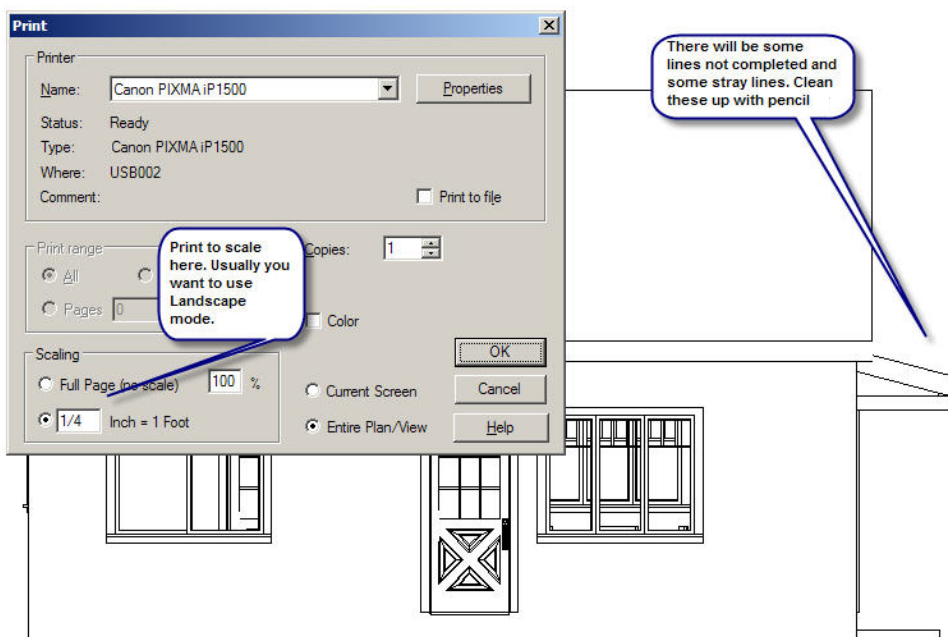 Print
Printer
Name:
Canon PIXMA iP1500
Properties
Status:
Ready
Type:
Canon PIXMA iP1500
Where:
USB002
Comment:
Print to file
Print range
All
Pages
0
Print to scale
here. Usually you
want to use
Landscape
mode.
Copies:
1
Color
Scaling
Full Page (no scale)
100 %
1/4
Inch = 1 Foot
Current Screen
Entire Plan/View
OK
Cancel
Help
There will be some
lines not completed and
some stray lines. Clean
these up with pencil